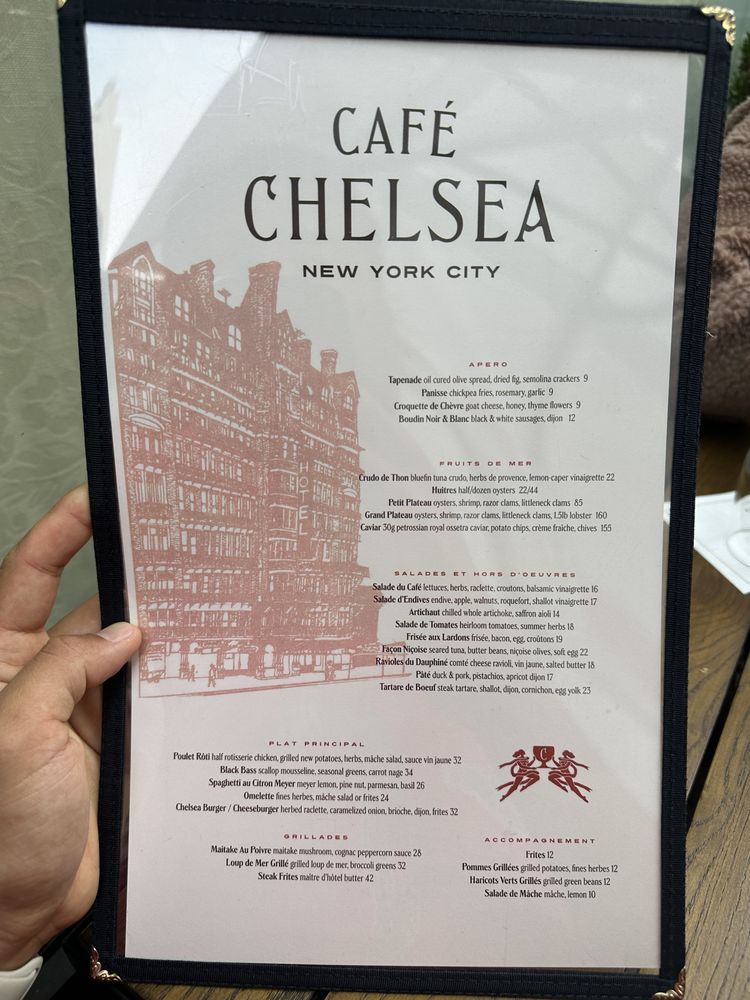 CAFÉ
CHELSEA
NEW YORK CITY
HOTEL
APERO
Tapenade oil cured olive spread, dried fig, semolina crackers 9
Panisse chickpea fries, rosemary, garlic 9
Croquette de Chèvre goat cheese, honey, thyme flowers 9
Boudin Noir & Blanc black & white sausages, dijon 12
FRUITS DE MER
Crudo de Thon bluefin tuna crudo, herbs de provence, lemon-caper vinaigrette 22
Huitres half/dozen oysters 22/44
Petit Plateau oysters, shrimp, razor clams, littleneck clams 85
Grand Plateau oysters, shrimp, razor clams, littleneck clams, 1.5lb lobster 160
Caviar 30g petrossian royal ossetra caviar, potato chips, crème fraîche, chives 155
SALADES ET HORS D'OEUVRES
Salade du Café lettuces, herbs, raclette, croutons, balsamic vinaigrette 16
Salade d'Endives endive, apple, walnuts, roquefort, shallot vinaigrette 17
Artichaut chilled whole artichoke, saffron aioli 14
Salade de Tomates heirloom tomatoes, summer herbs 18
Frisée aux Lardons frisée, bacon, egg, croûtons 19
Façon Niçoise seared tuna, butter beans, niçoise olives, soft egg 22
Ravioles du Dauphiné comté cheese ravioli, vin jaune, salted butter 18
Pâté duck & pork, pistachios, apricot dijon 17
Tartare de Boeuf steak tartare, shallot, dijon, cornichon, egg yolk 23
PLAT PRINCIPAL
Poulet Rôti half rotisserie chicken, grilled new potatoes, herbs, mâche salad, sauce vin jaune 32
Black Bass scallop mousseline, seasonal greens, carrot nage 34
Spaghetti au Citron Meyer meyer lemon, pine nut, parmesan, basil 26
Omelette fines herbes, mâche salad or frites 24
Chelsea Burger / Cheeseburger herbed raclette, caramelized onion, brioche, dijon, frites 32
C
GRILLADES
Maitake Au Poivre maitake mushroom, cognac peppercorn sauce 28
Loup de Mer Grillé grilled loup de mer, broccoli greens 32
Steak Frites maitre d'hôtel butter 42
ACCOMPAGNEMENT
Frites 12
Pommes Grillées grilled potatoes, fines herbes 12
Haricots Verts Grillés grilled green beans 12
Salade de Mâche mâche, lemon 10